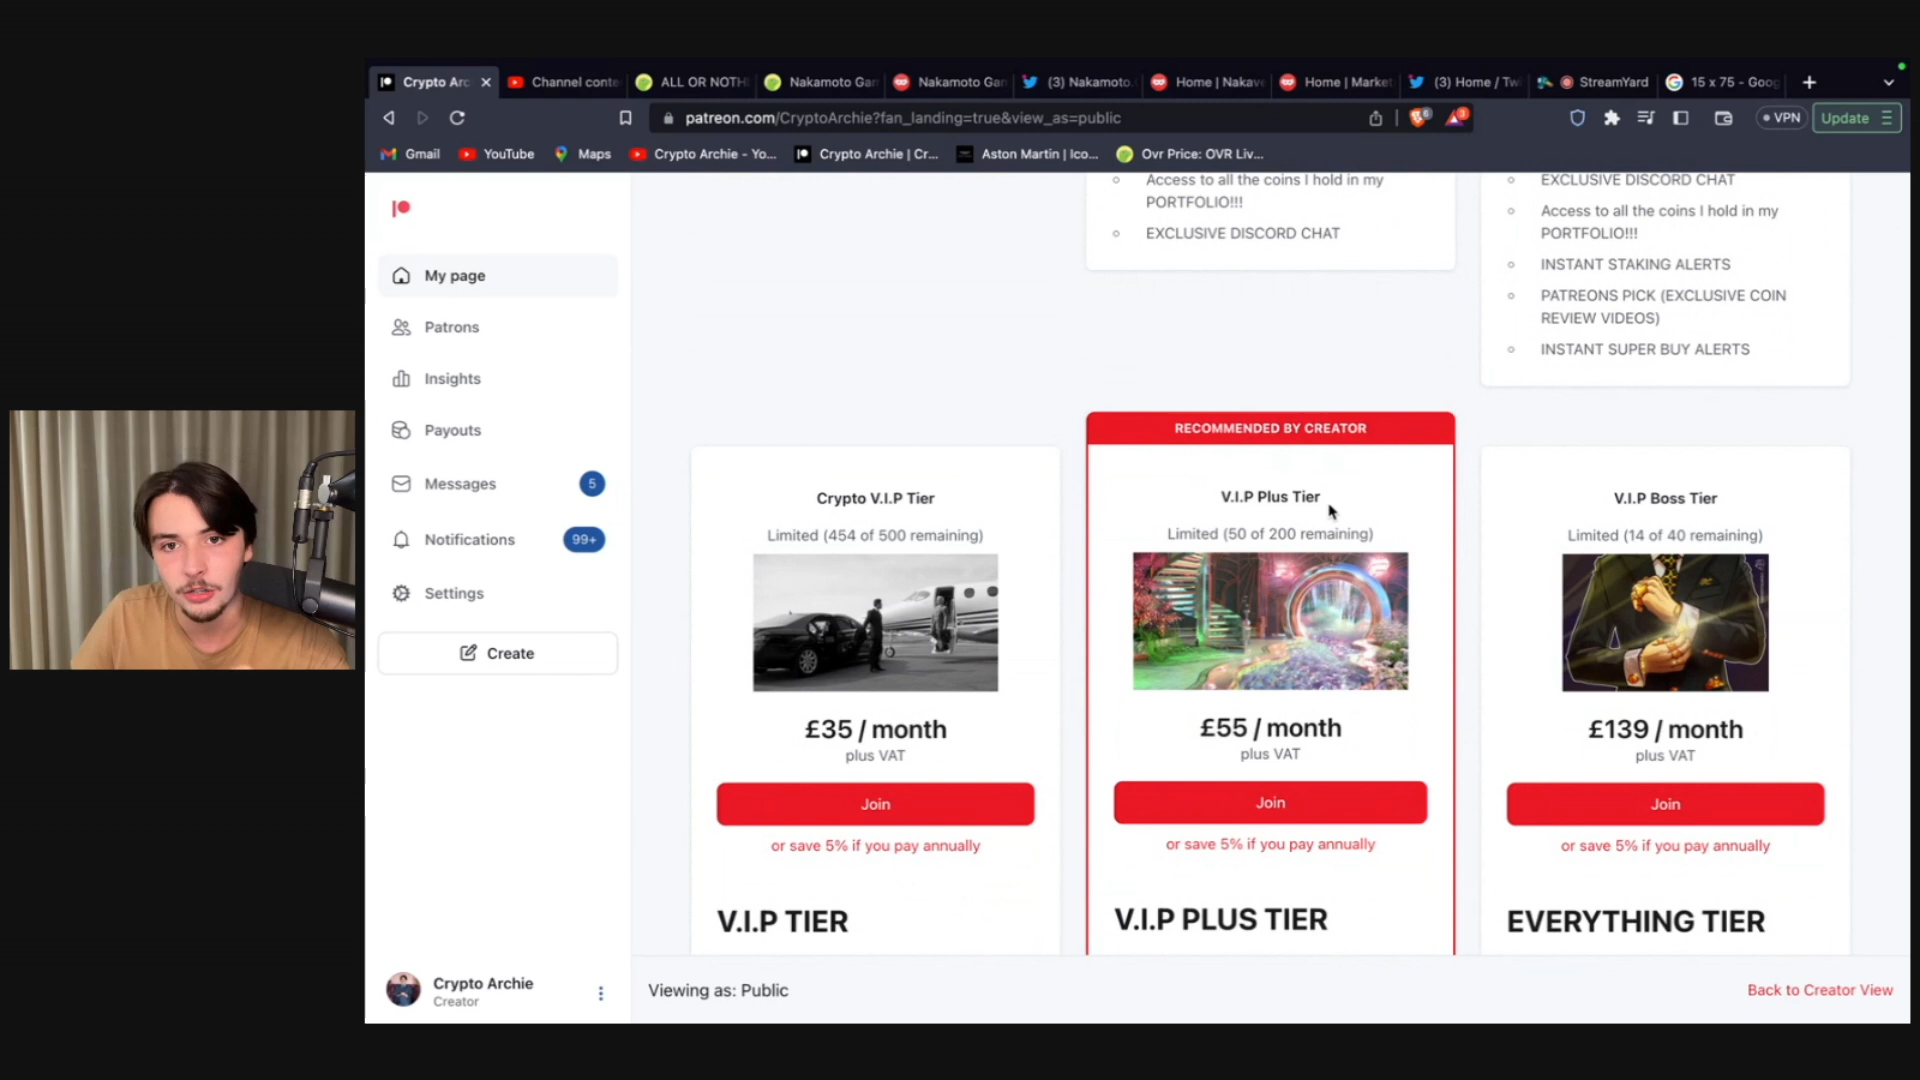 Crypto Arc
Channel conte
ALL OR NOTH
Nakamoto Gam
Nakamoto Gam
(3) Nakamoto.
Home | Nakave
Home | Market
(3) Home / Tw
StreamYard
15 x 75 - Goog
patreon.com/CryptoArchie?fan_landing=true&view_as=public
VPN
Update
Gmail
YouTube
Maps
Crypto Archie - Yo...
Crypto Archie | Cr...
Aston Martin | Ico...
Ovr Price: OVR Liv...
My page
Patrons
Insights
Payouts
Messages
5
Notifications
99+
Settings
Create
Crypto Archie
Creator
Access to all the coins I hold in my
PORTFOLIO!!!
EXCLUSIVE DISCORD CHAT
EXCLUSIVE DISCORD CHAT
Access to all the coins I hold in my
PORTFOLIO!!!
INSTANT STAKING ALERTS
PATREONS PICK (EXCLUSIVE COIN
REVIEW VIDEOS)
INSTANT SUPER BUY ALERTS
Crypto V.I.P Tier
Limited (454 of 500 remaining)
£35 / month
plus VAT
Join
or save 5% if you pay annually
V.I.P TIER
RECOMMENDED BY CREATOR
V.I.P Plus Tier
Limited (50 of 200 remaining)
£55 / month
plus VAT
Join
or save 5% if you pay annually
V.I.P PLUS TIER
V.I.P Boss Tier
Limited (14 of 40 remaining)
£139 / month
plus VAT
Join
or save 5% if you pay annually
EVERYTHING TIER
Viewing as: Public
Back to Creator View